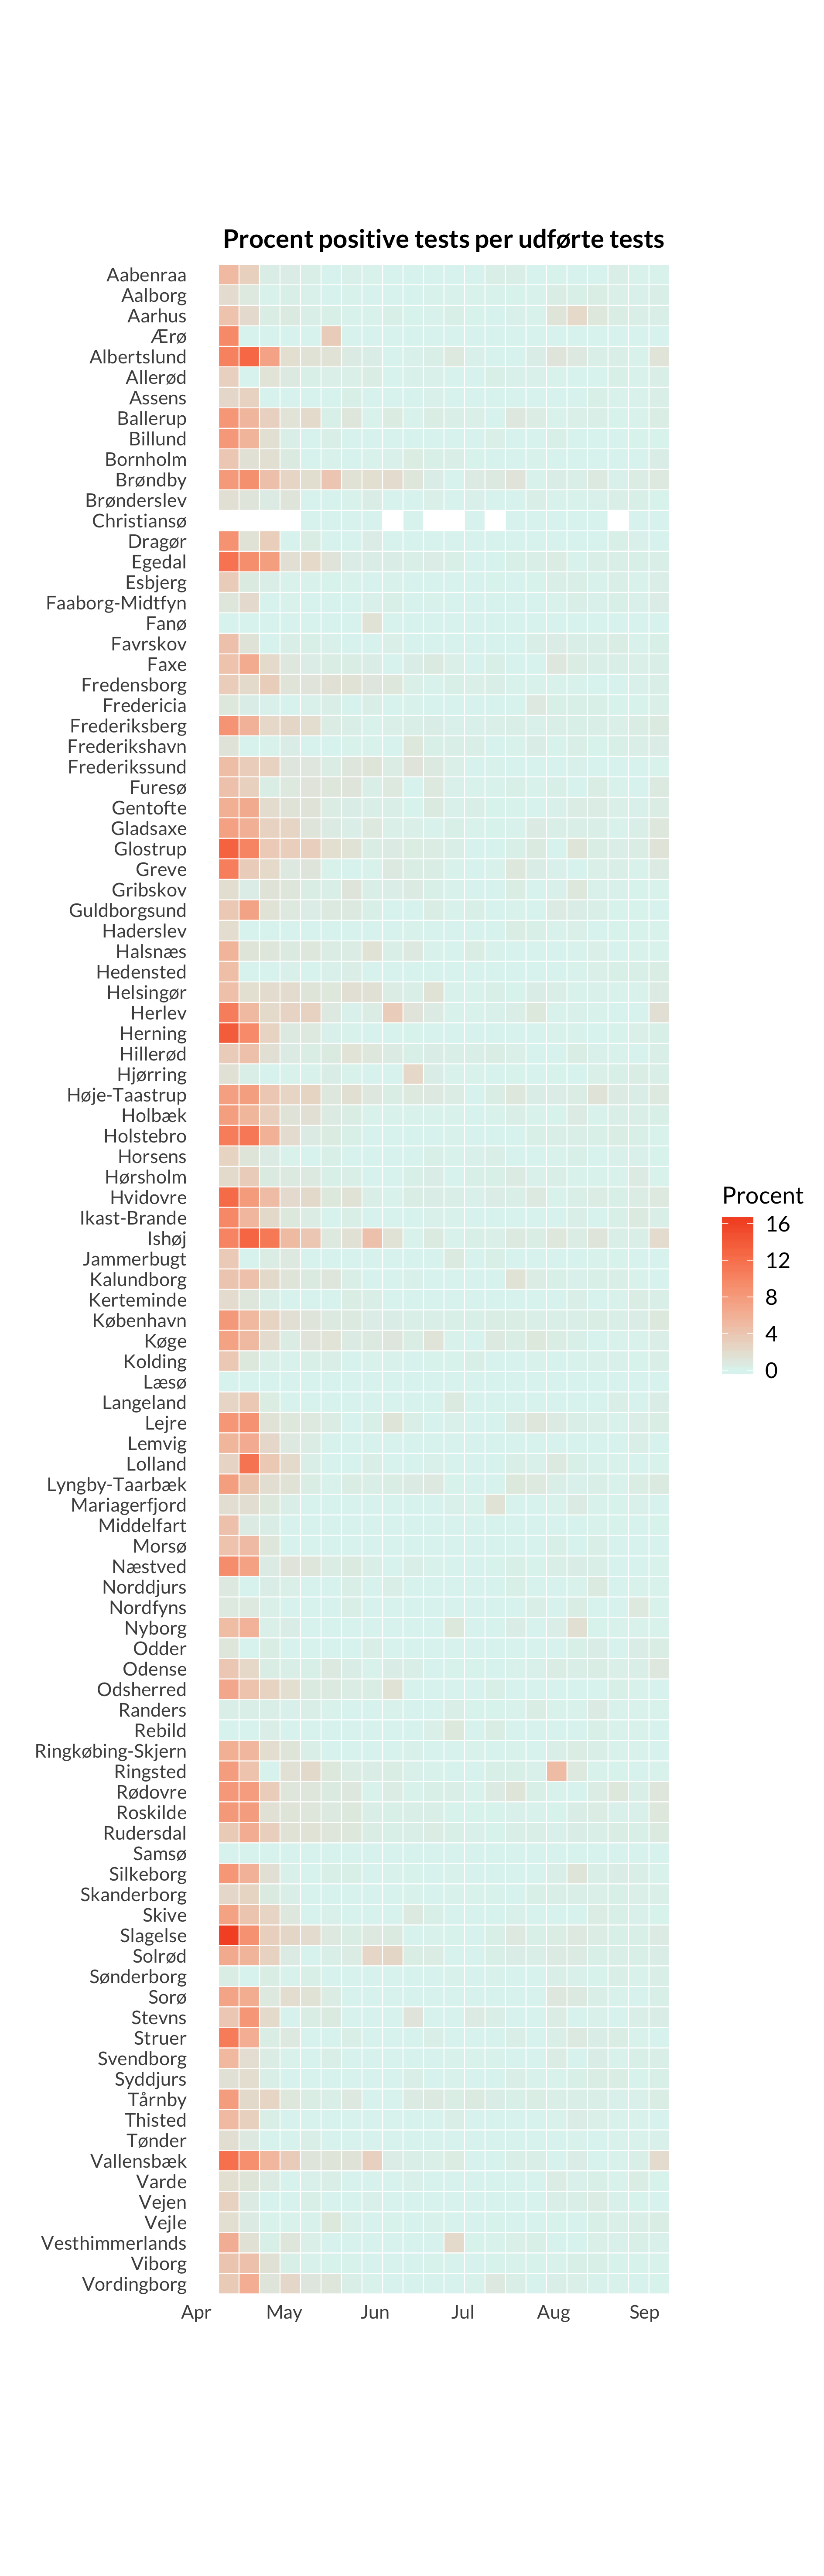 Procent positive tests per udførte tests
Aabenraa
Aalborg
Aarhus
Ærø
Albertslund
Allerød
Assens
Ballerup
Billund
Bornholm
Brøndby
Brønderslev
Christiansø
Dragør
Egedal
Esbjerg
Faaborg-Midtfyn
Fanø
Favrskov
Faxe
Fredensborg
Fredericia
Frederiksberg
Frederikshavn
Frederikssund
Furesø
Gentofte
Gladsaxe
Glostrup
Greve
Gribskov
Guldborgsund
Haderslev
Halsnæs
Hedensted
Helsingør
Herlev
Herning
Hillerød
Hjørring
Høje-Taastrup
Holbæk
Holstebro
Horsens
Hørsholm
Hvidovre
Ikast-Brande
Ishøj
Jammerbugt
Kalundborg
Kerteminde
København
Køge
Kolding
Læsø
Langeland
Lejre
Lemvig
Lolland
Lyngby-Taarbæk
Mariagerfjord
Middelfart
Morsø
Næstved
Norddjurs
Nordfyns
Nyborg
Odder
Odense
Odsherred
Randers
Rebild
Ringkøbing-Skjern
Ringsted
Rødovre
Roskilde
Rudersdal
Samsø
Silkeborg
Skanderborg
Skive
Slagelse
Solrød
Sønderborg
Sorø
Stevns
Struer
Svendborg
Syddjurs
Tårnby
Thisted
Tønder
Vallensbæk
Varde
Vejen
Vejle
Vesthimmerlands
Viborg
Vordingborg
Apr May Jun Jul Aug Sep
Procent
16
12
8
4
0